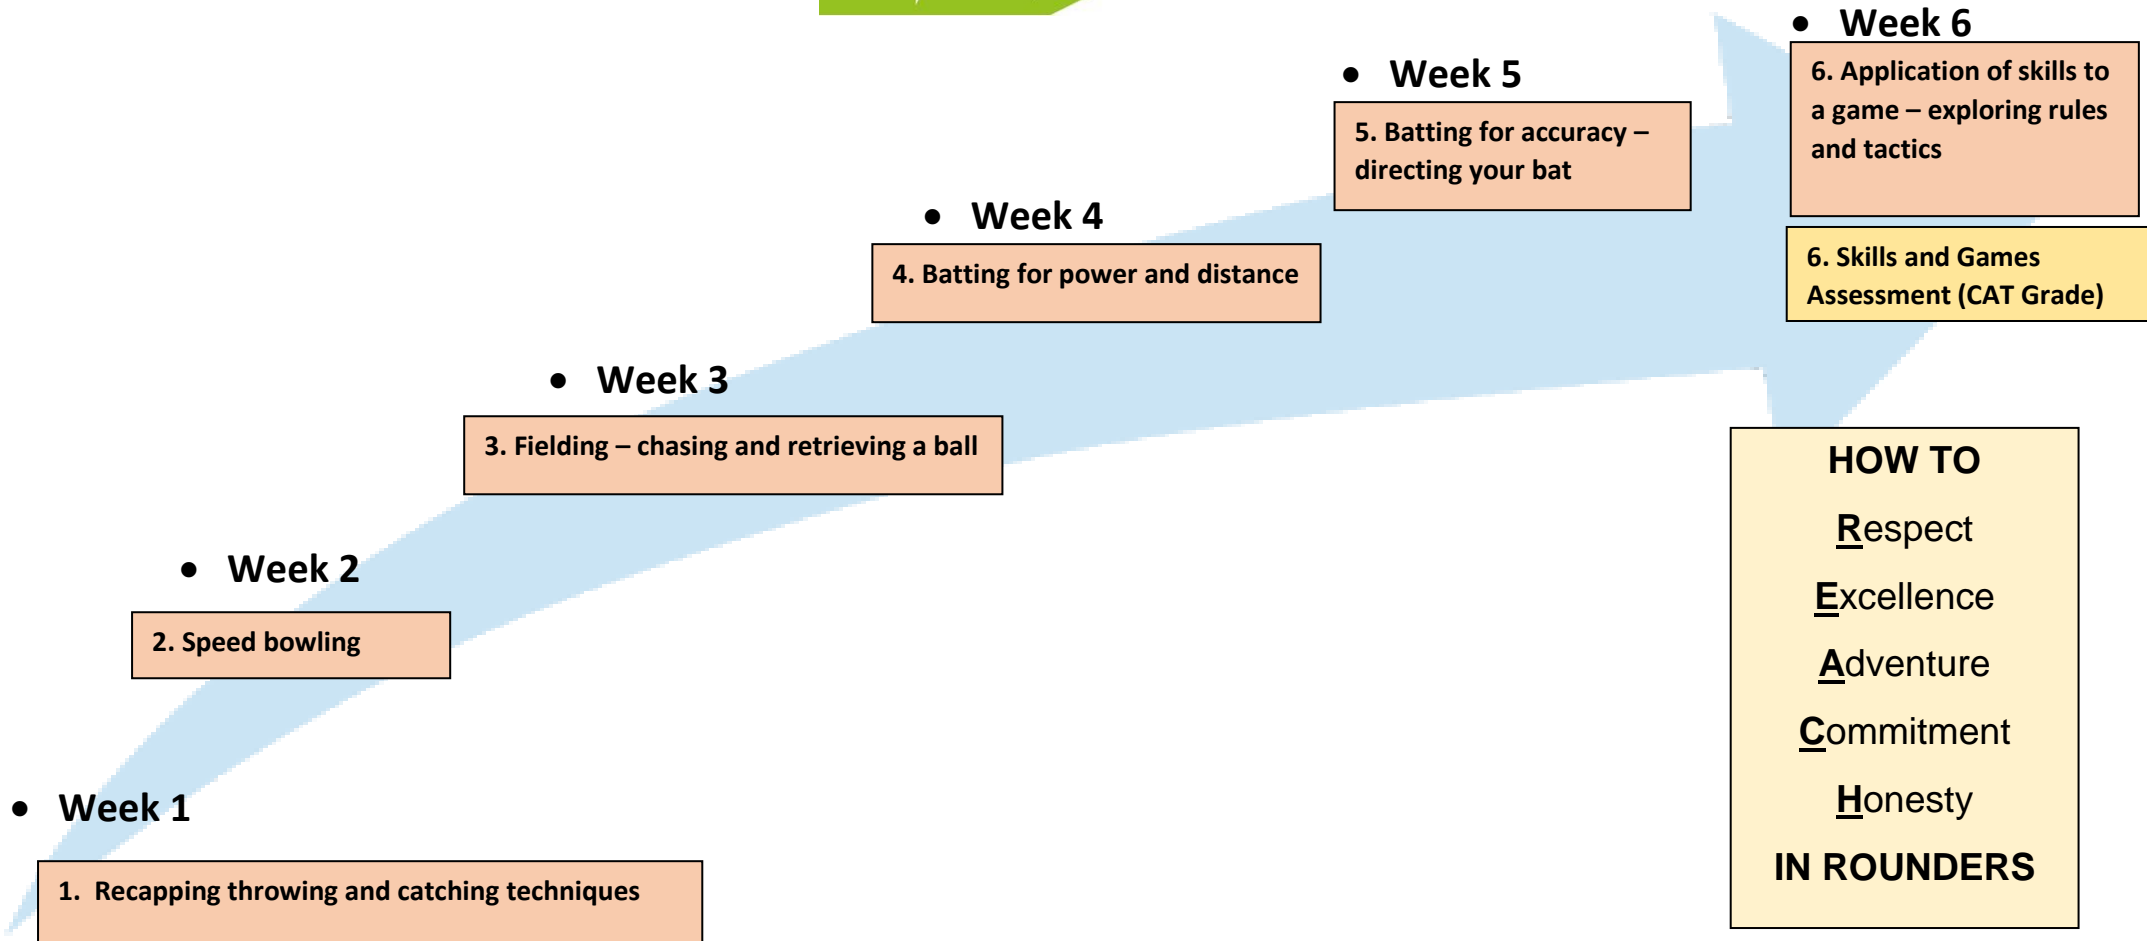 • Week 6
6. Application of skills to
a game – exploring rules
and tactics
6. Skills and Games
Assessment (CAT Grade)
• Week 5
5. Batting for accuracy –
directing your bat
• Week 4
4. Batting for power and distance
• Week 3
3. Fielding – chasing and retrieving a ball
• Week 2
2. Speed bowling
• Week 1
1. Recapping throwing and catching techniques
HOW TO
Respect
Excellence
Adventure
Commitment
Honesty
IN ROUNDERS